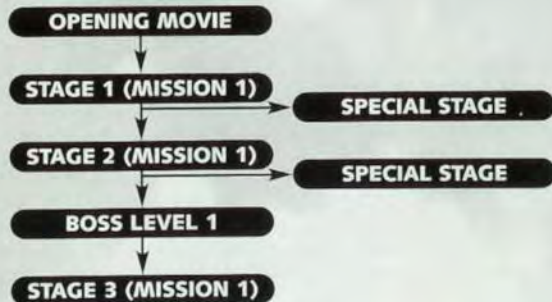 OPENING MOVIE
STAGE 1 (MISSION 1)
SPECIAL STAGE
STAGE 2 (MISSION 1)
SPECIAL STAGE
BOSS LEVEL 1
STAGE 3 (MISSION 1)